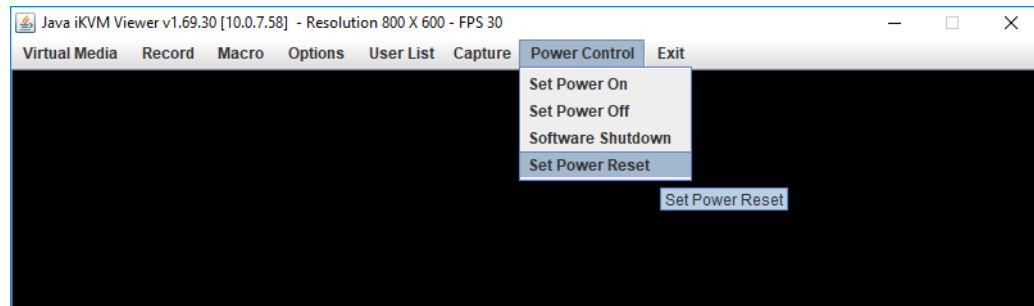 Java iKVM Viewer v1.69.30 [10.0.7.58] - Resolution 800 X 600 - FPS 30
Virtual Media Record Macro Options User List Capture Power Control Exit
Set Power On
Set Power Off
Software Shutdown
Set Power Reset
Set Power Reset